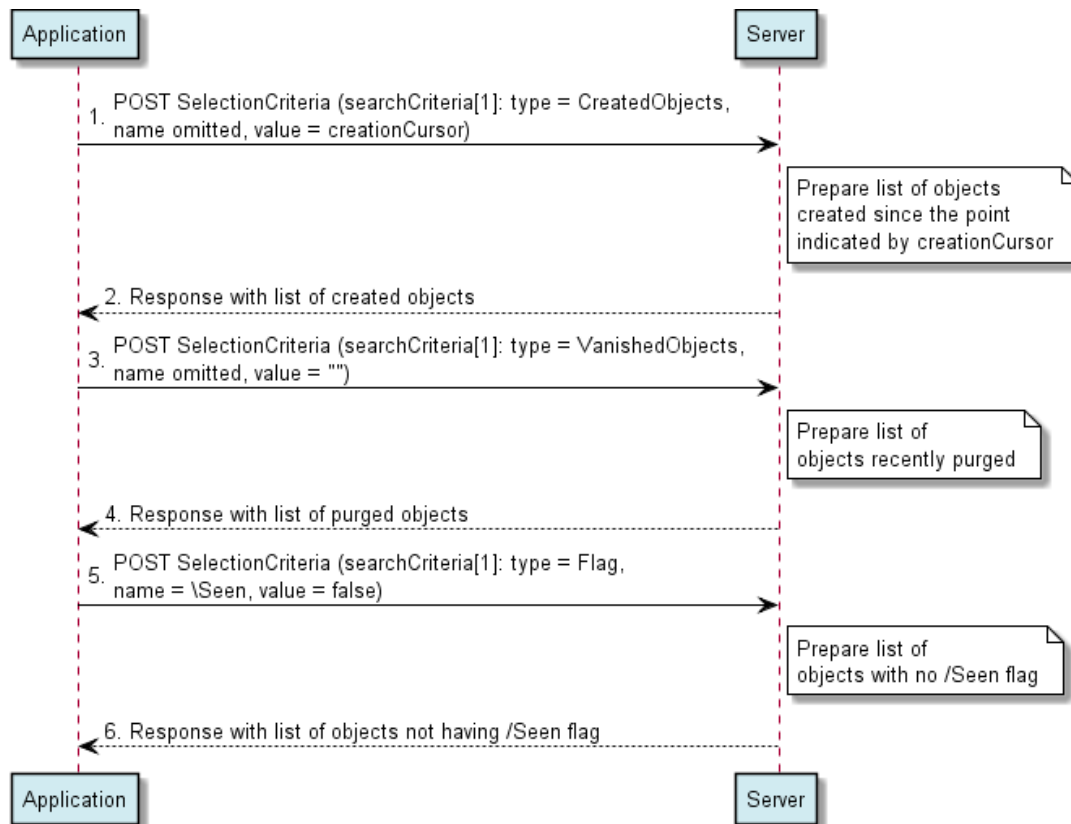 Application
Server
1.
POST SelectionCriteria (searchCriteria[1]: type = CreatedObjects,
name omitted, value = creationCursor)
Prepare list of objects
created since the point
indicated by creationCursor
2. Response with list of created objects
3.
POST SelectionCriteria (searchCriteria[1]: type = VanishedObjects,
name omitted, value = "")
Prepare list of
objects recently purged
4. Response with list of purged objects
5.
POST SelectionCriteria (searchCriteria[1]: type = Flag,
name = \Seen, value = false)
Prepare list of
objects with no /Seen flag
6. Response with list of objects not having /Seen flag
Application
Server